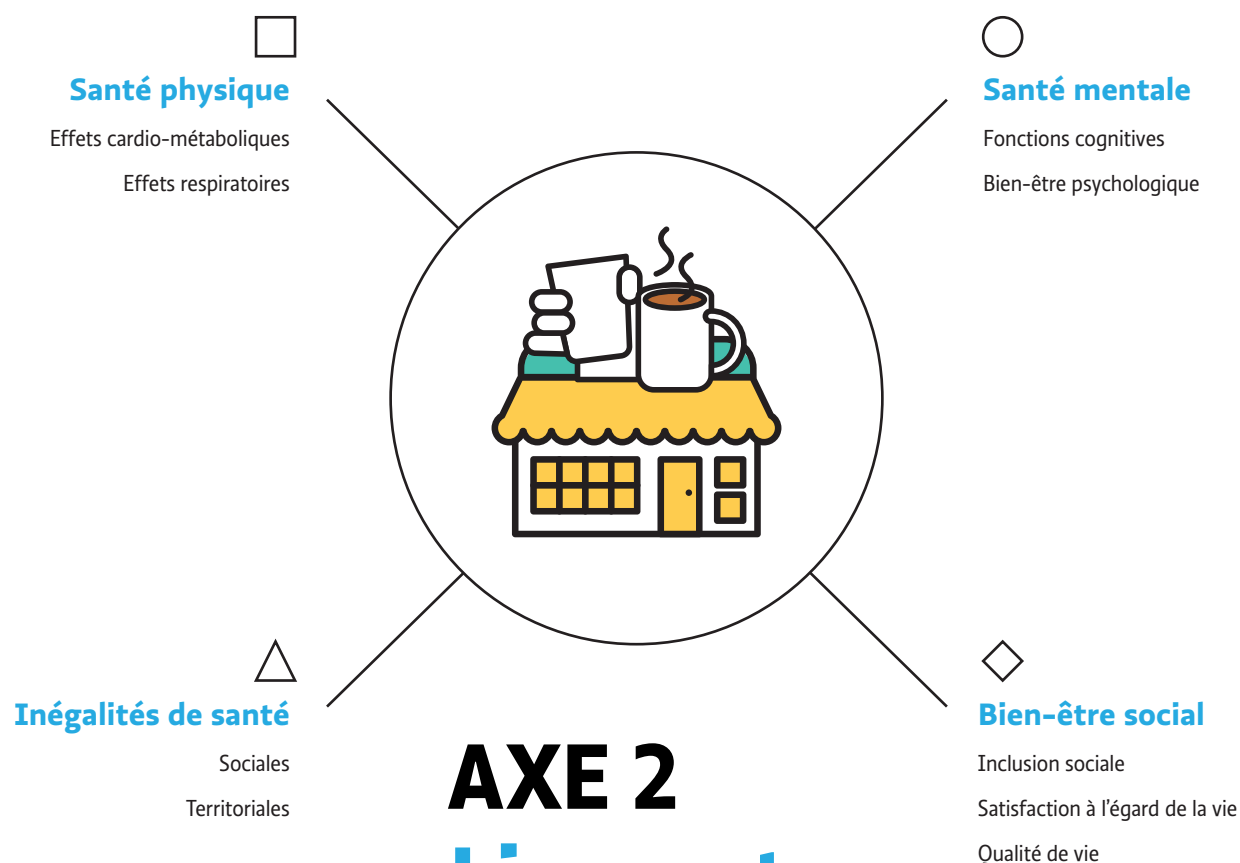 Santé physique
Effets cardio-métaboliques
Effets respiratoires
Santé mentale
Fonctions cognitives
Bien-être psychologique
Inégalités de santé
Sociales
Territoriales
AXE 2
Bien-être social
Inclusion sociale
Satisfaction à l'égard de la vie
Qualité de vie